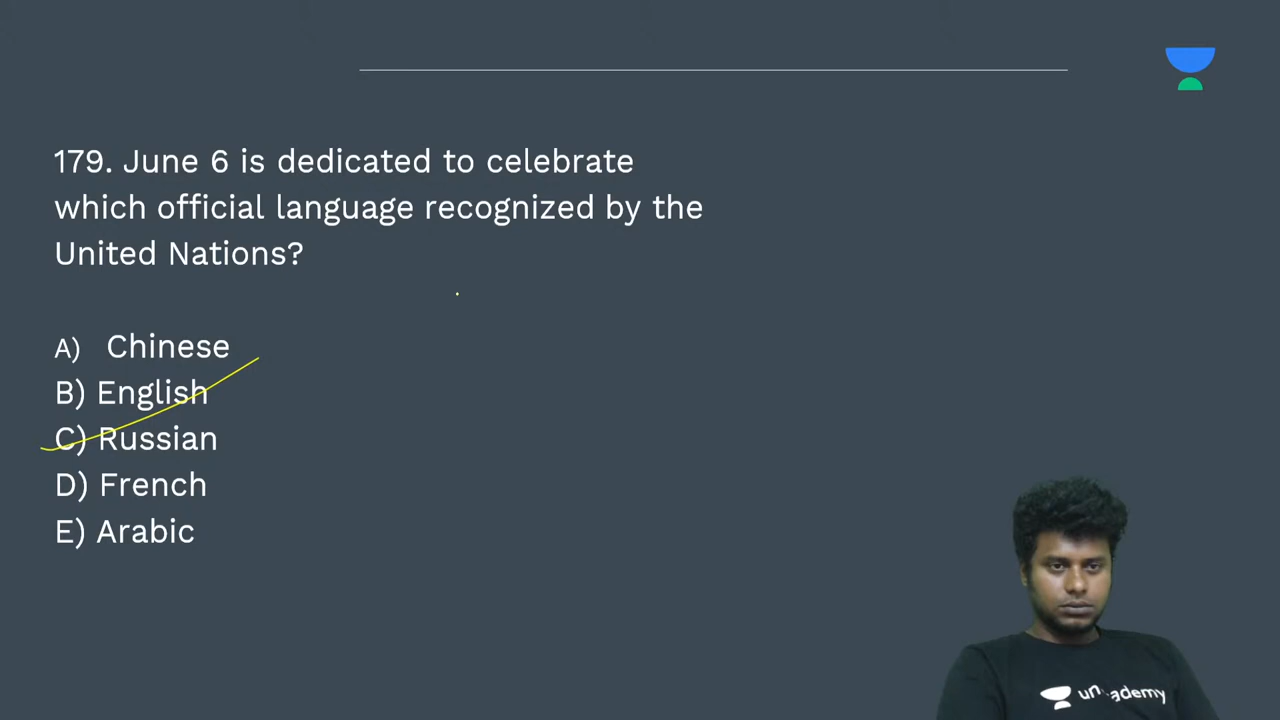 179. June 6 is dedicated to celebrate
which official language recognized by the
United Nations?
A) Chinese
B) English
C) Russian
D) French
E) Arabic
unacademy